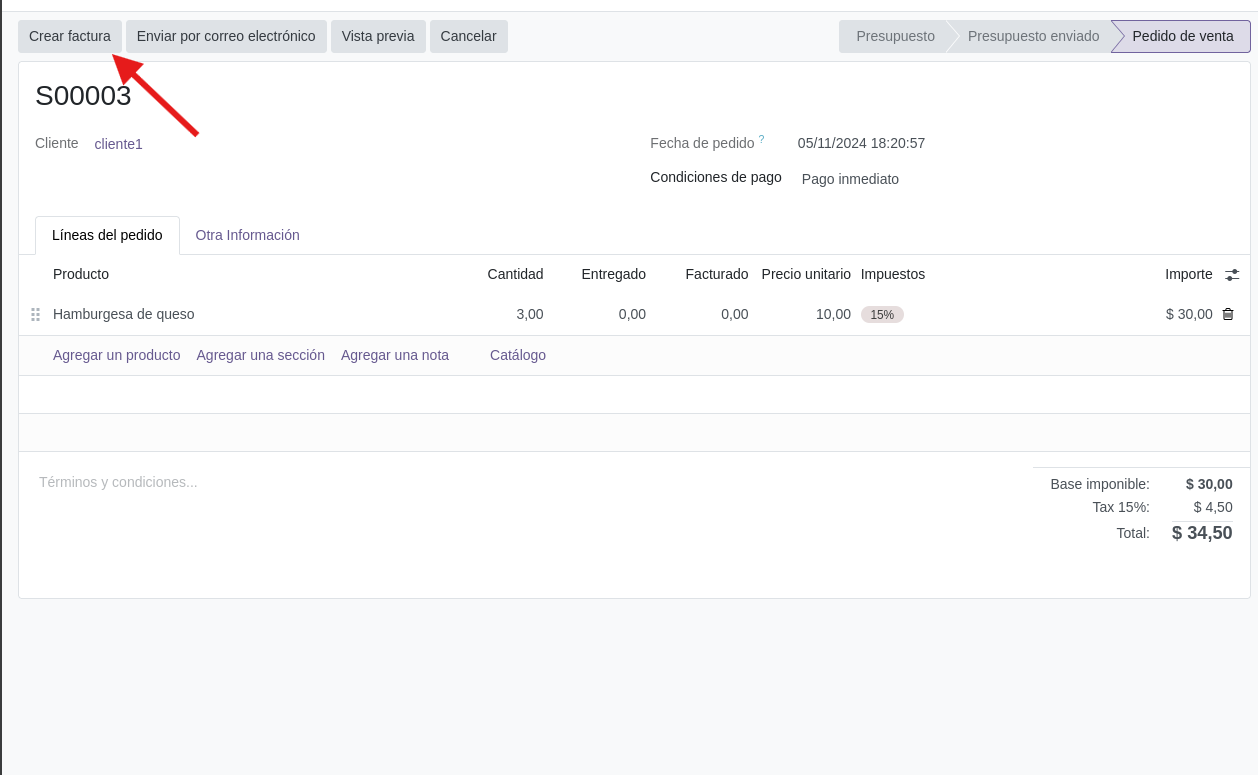 Crear factura Enviar por correo electrónico Vista previa Cancelar Presupuesto Presupuesto enviado Pedido de venta
S00003
Cliente cliente1 Fecha de pedido ? 05/11/2024 18:20:57
Condiciones de pago Pago inmediato
Líneas del pedido Otra Información
Producto Cantidad Entregado Facturado Precio unitario Impuestos Importe
Hamburgesa de queso 3,00 0,00 0,00 10,00 15% $ 30,00
Agregar un producto Agregar una sección Agregar una nota Catálogo
Términos y condiciones... Base imponible: $ 30,00
Tax 15%: $ 4,50
Total: $ 34,50